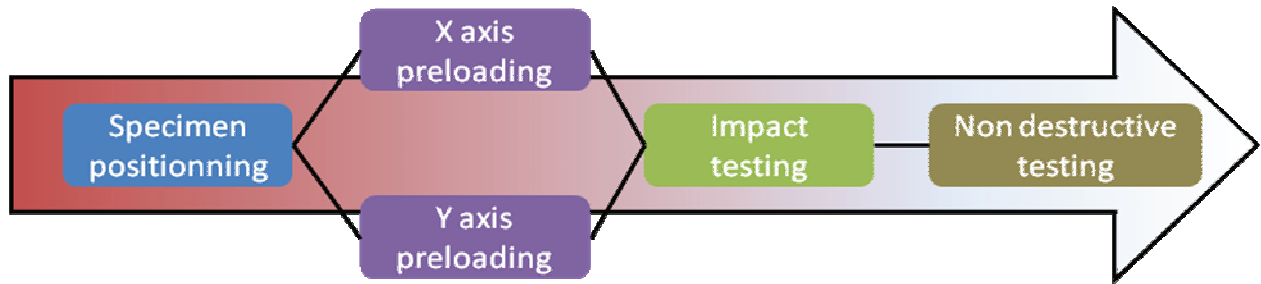 Specimen
positionning
X axis
preloading
Y axis
preloading
Impact
testing
Non destructive
testing